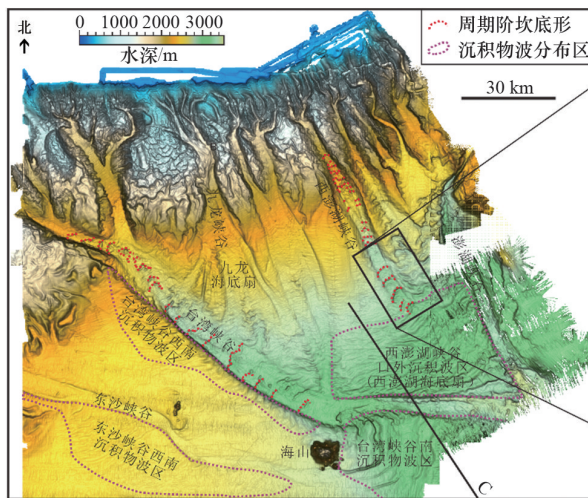 北
0 1000 2000 3000
水深/m
周期阶坎底形
沉积物波分布区
30 km
九龙峡谷
西澎湖峡谷
九龙
海底扇
台湾峡谷
台湾峡谷西南
沉积物波区
西澎湖峡谷
口外沉积波区
(西澎湖海底扇)
东沙峡谷
东沙峡谷西南
沉积物波区
海山
台湾峡谷南
沉积物波区
C